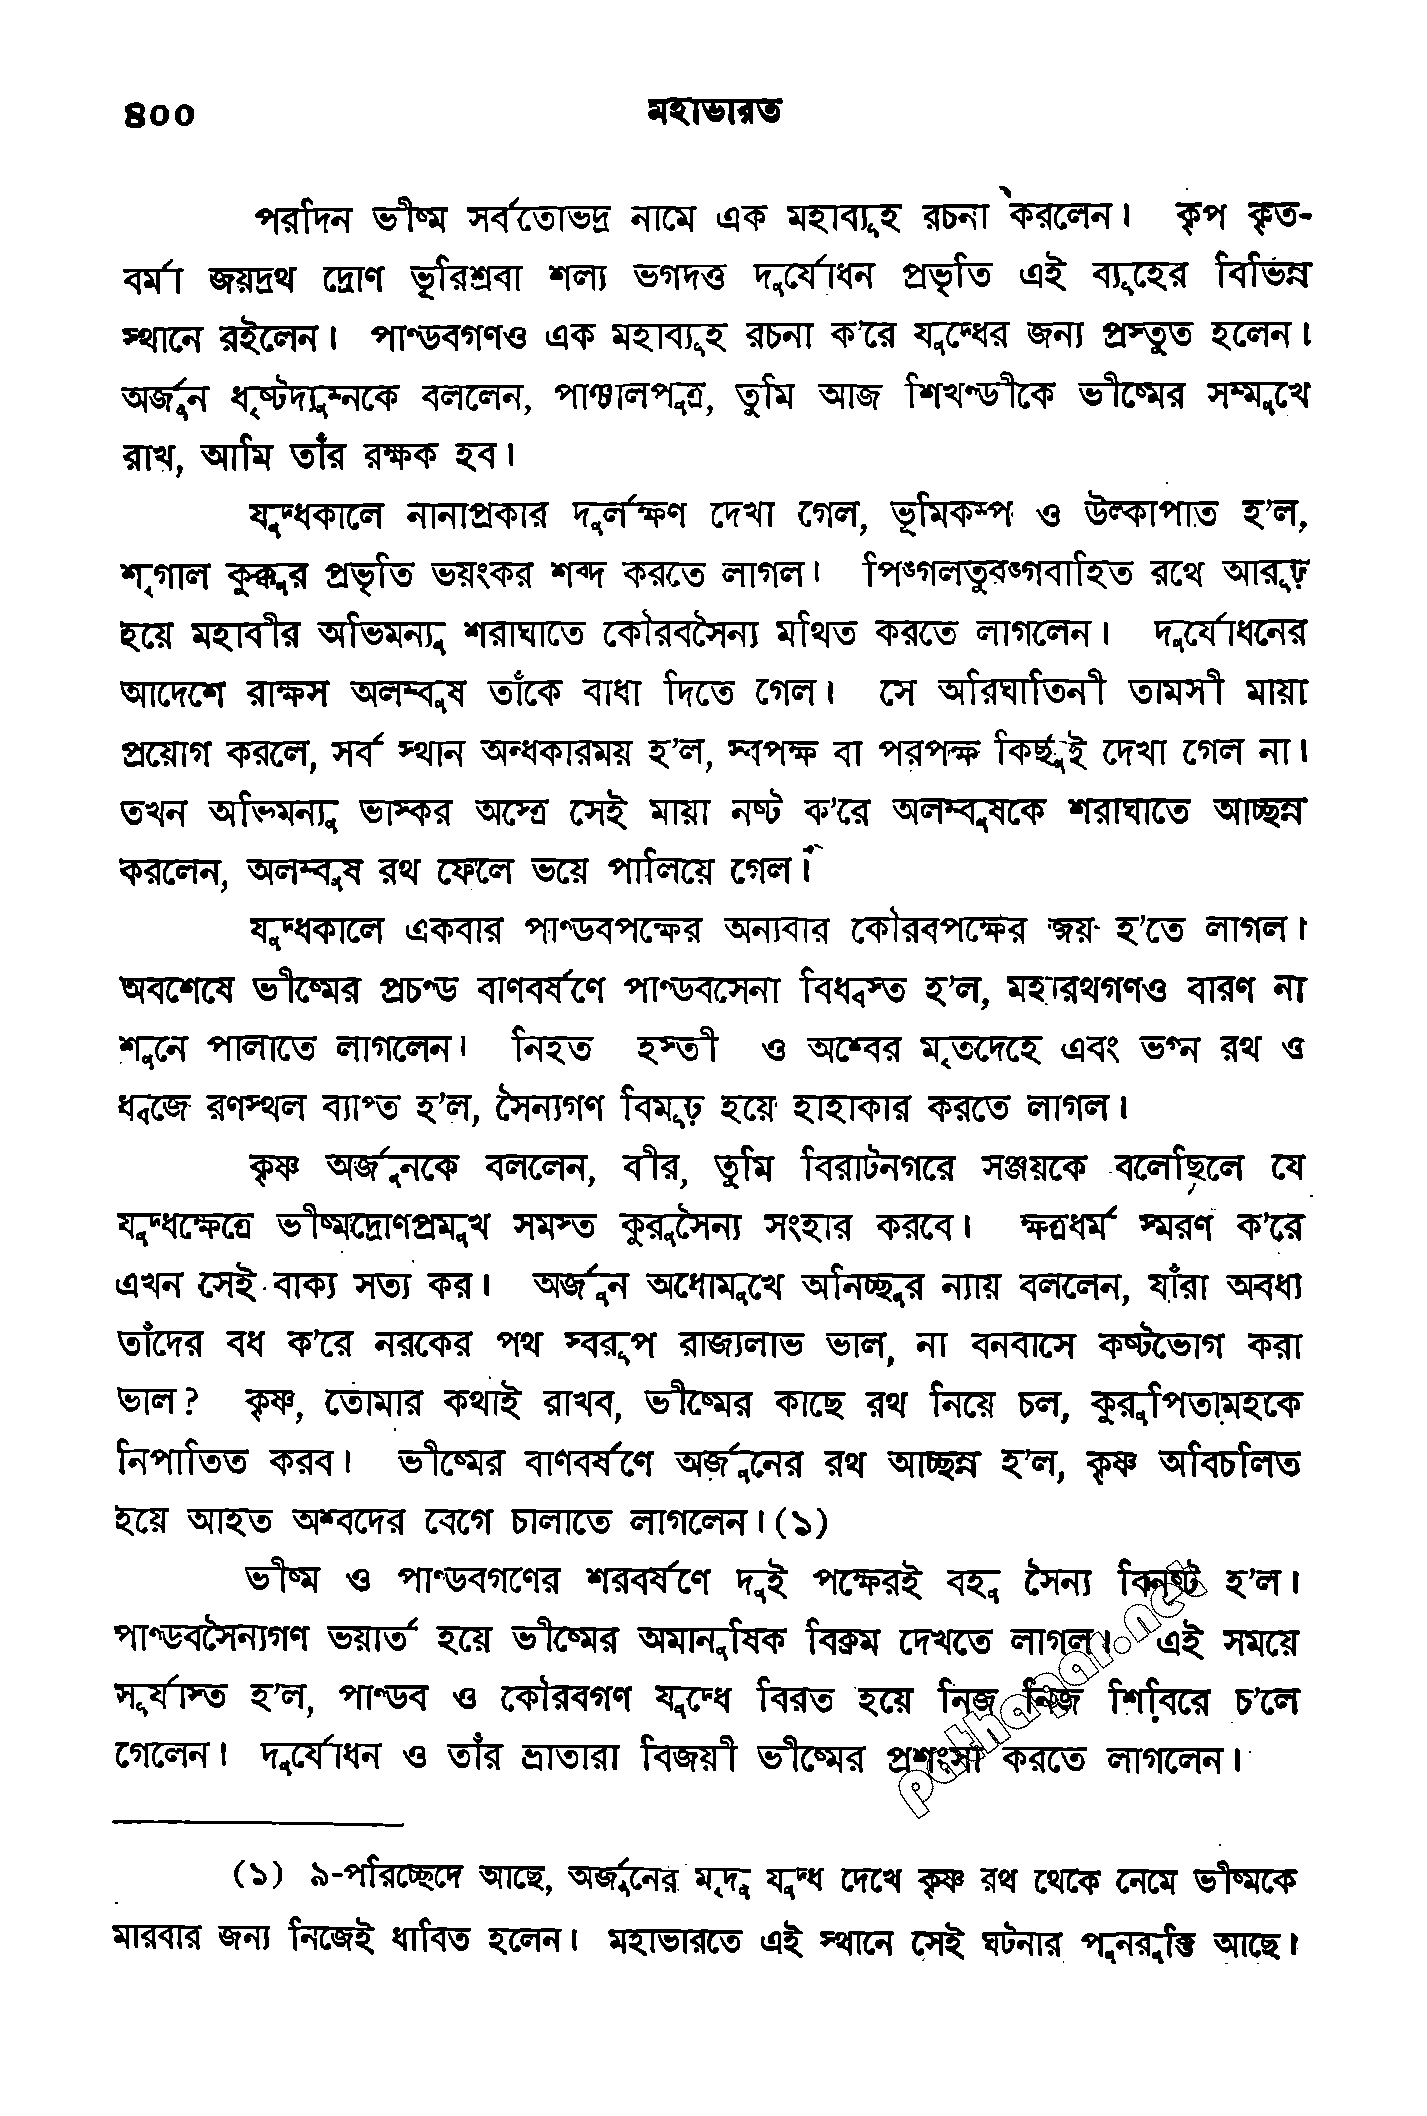 ৪০০ মহাভারত
পরদিন ভীষ্ম সর্বতোভদ্র নামে এক মহাব্যূহ রচনা করলেন। কৃপ কৃত-
বর্মা জয়দ্রথ দ্রোণ ভূরিশ্রবা শল্য ভগদত্ত দুর্যোধন প্রভৃতি এই ব্যূহের বিভিন্ন
স্থানে রইলেন। পাণ্ডবগণও এক মহাব্যূহ রচনা ক'রে যুদ্ধের জন্য প্রস্তুত হলেন।
অর্জুন ধৃষ্টদ্যুম্নকে বললেন, পাঞ্চালপুত্র, তুমি আজ শিখণ্ডীকে ভীষ্মের সম্মুখে
রাখ, আমি তাঁর রক্ষক হব।
যুদ্ধকালে নানাপ্রকার দুর্লক্ষণ দেখা গেল, ভূমিকম্প ও উল্কাপাত হ'ল,
শৃগাল কুক্কুর প্রভৃতি ভয়ংকর শব্দ করতে লাগল। পিঙ্গলতুরঙ্গবাহিত রথে আরূঢ়
হয়ে মহাবীর অভিমন্যু শরাঘাতে কৌরবসৈন্য মথিত করতে লাগলেন। দুর্যোধনের
আদেশে রাক্ষস অলম্বুষ তাঁকে বাধা দিতে গেল। সে অরিঘাতিনী তামসী মায়া
প্রয়োগ করলে, সর্ব স্থান অন্ধকারময় হ'ল, স্বপক্ষ বা পরপক্ষ কিছুই দেখা গেল না।
তখন অভিমন্যু ভাস্কর অস্ত্রে সেই মায়া নষ্ট ক'রে অলম্বুষকে শরাঘাতে আচ্ছন্ন
করলেন, অলম্বুষ রথ ফেলে ভয়ে পালিয়ে গেল।
যুদ্ধকালে একবার পাণ্ডবপক্ষের অন্যবার কৌরবপক্ষের জয় হ'তে লাগল।
অবশেষে ভীষ্মের প্রচণ্ড বাণবর্ষণে পাণ্ডবসেনা বিধ্বস্ত হ'ল, মহারথগণও বারণ না
শুনে পালাতে লাগলেন। নিহত হস্তী ও অশ্বের মৃতদেহে এবং ভগ্ন রথ ও
ধ্বজে রণস্থল ব্যাপ্ত হ'ল, সৈন্যগণ বিমূঢ় হয়ে হাহাকার করতে লাগল।
কৃষ্ণ অর্জুনকে বললেন, বীর, তুমি বিরাটনগরে সঞ্জয়কে বলেছিলে যে
যুদ্ধক্ষেত্রে ভীষ্মদ্রোণপ্রমুখ সমস্ত কুরুসৈন্য সংহার করবে। ক্ষত্রধর্ম স্মরণ ক'রে
এখন সেই বাক্য সত্য কর। অর্জুন অধোমুখে অনিচ্ছুর ন্যায় বললেন, যাঁরা অবধ্য
তাঁদের বধ ক'রে নরকের পথ স্বরূপ রাজ্যলাভ ভাল, না বনবাসে কষ্টভোগ করা
ভাল? কৃষ্ণ, তোমার কথাই রাখব, ভীষ্মের কাছে রথ নিয়ে চল, কুরুপিতামহকে
নিপাতিত করব। ভীষ্মের বাণবর্ষণে অর্জুনের রথ আচ্ছন্ন হ'ল, কৃষ্ণ অবিচলিত
হয়ে আহত অশ্বদের বেগে চালাতে লাগলেন। (১)
ভীষ্ম ও পাণ্ডবগণের শরবর্ষণে দুই পক্ষেরই বহু সৈন্য বিনষ্ট হ'ল।
পাণ্ডবসৈন্যগণ ভয়ার্ত হয়ে ভীষ্মের অমানুষিক বিক্রম দেখতে লাগল। এই সময়ে
সূর্যাস্ত হ'ল, পাণ্ডব ও কৌরবগণ যুদ্ধে বিরত হয়ে নিজ নিজ শিবিরে চ'লে
গেলেন। দুর্যোধন ও তাঁর ভ্রাতারা বিজয়ী ভীষ্মের প্রশংসা করতে লাগলেন।
(১) ৯-পরিচ্ছেদে আছে, অর্জুনের মৃদু যুদ্ধ দেখে কৃষ্ণ রথ থেকে নেমে ভীষ্মকে
মারবার জন্য নিজেই ধাবিত হলেন। মহাভারতে এই স্থানে সেই ঘটনার পুনরুক্তি আছে।
pathagar.net